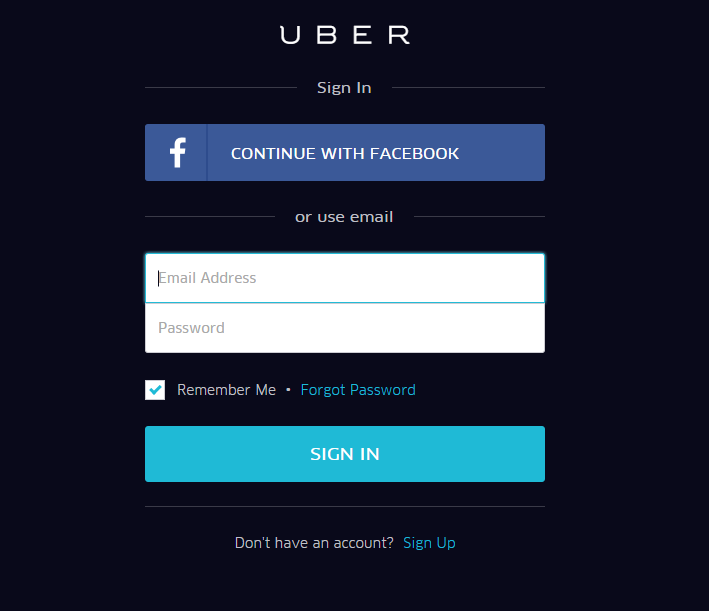 UBER
Sign In
f CONTINUE WITH FACEBOOK
or use email
Email Address
Password
Remember Me • Forgot Password
SIGN IN
Don't have an account? Sign Up